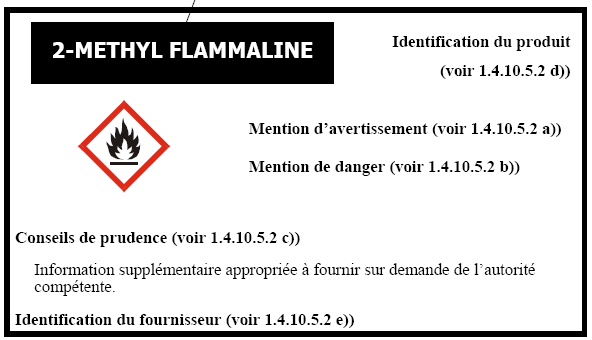 2-METHYL FLAMMALINE
Identification du produit
(voir 1.4.10.5.2 d))
Mention d’avertissement (voir 1.4.10.5.2 a))
Mention de danger (voir 1.4.10.5.2 b))
Conseils de prudence (voir 1.4.10.5.2 c))
Information supplémentaire appropriée à fournir sur demande de l’autorité
compétente.
Identification du fournisseur (voir 1.4.10.5.2 e))